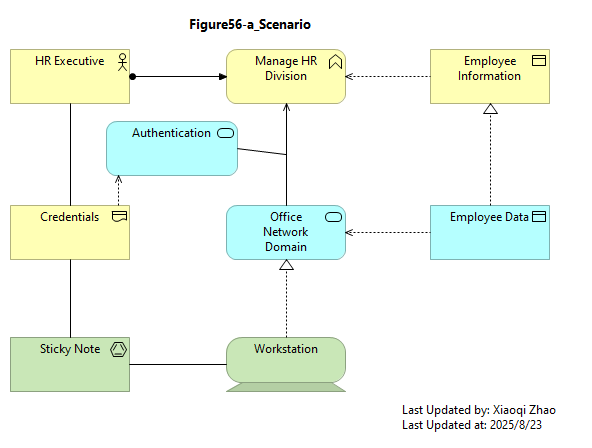 Figure56-a_Scenario
HR Executive
Manage HR
Division
Employee
Information
Authentication
Credentials
Office
Network
Domain
Employee Data
Sticky Note
Workstation
Last Updated by: Xiaoqi Zhao
Last Updated at: 2025/8/23